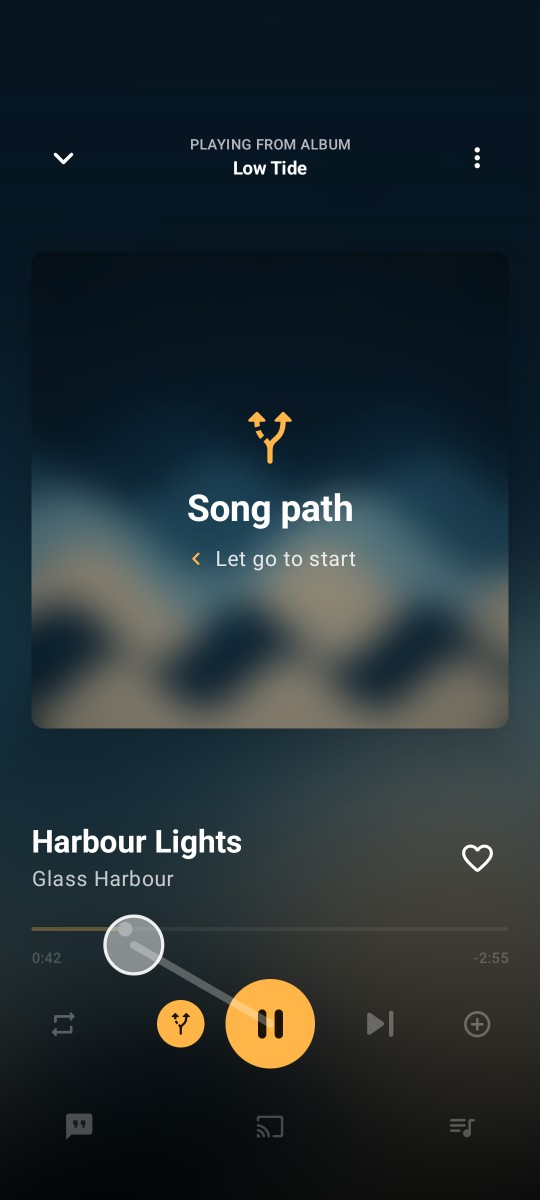 PLAYING FROM ALBUM
Low Tide
Song path
Let go to start
Harbour Lights
Glass Harbour
0:42
-2:55